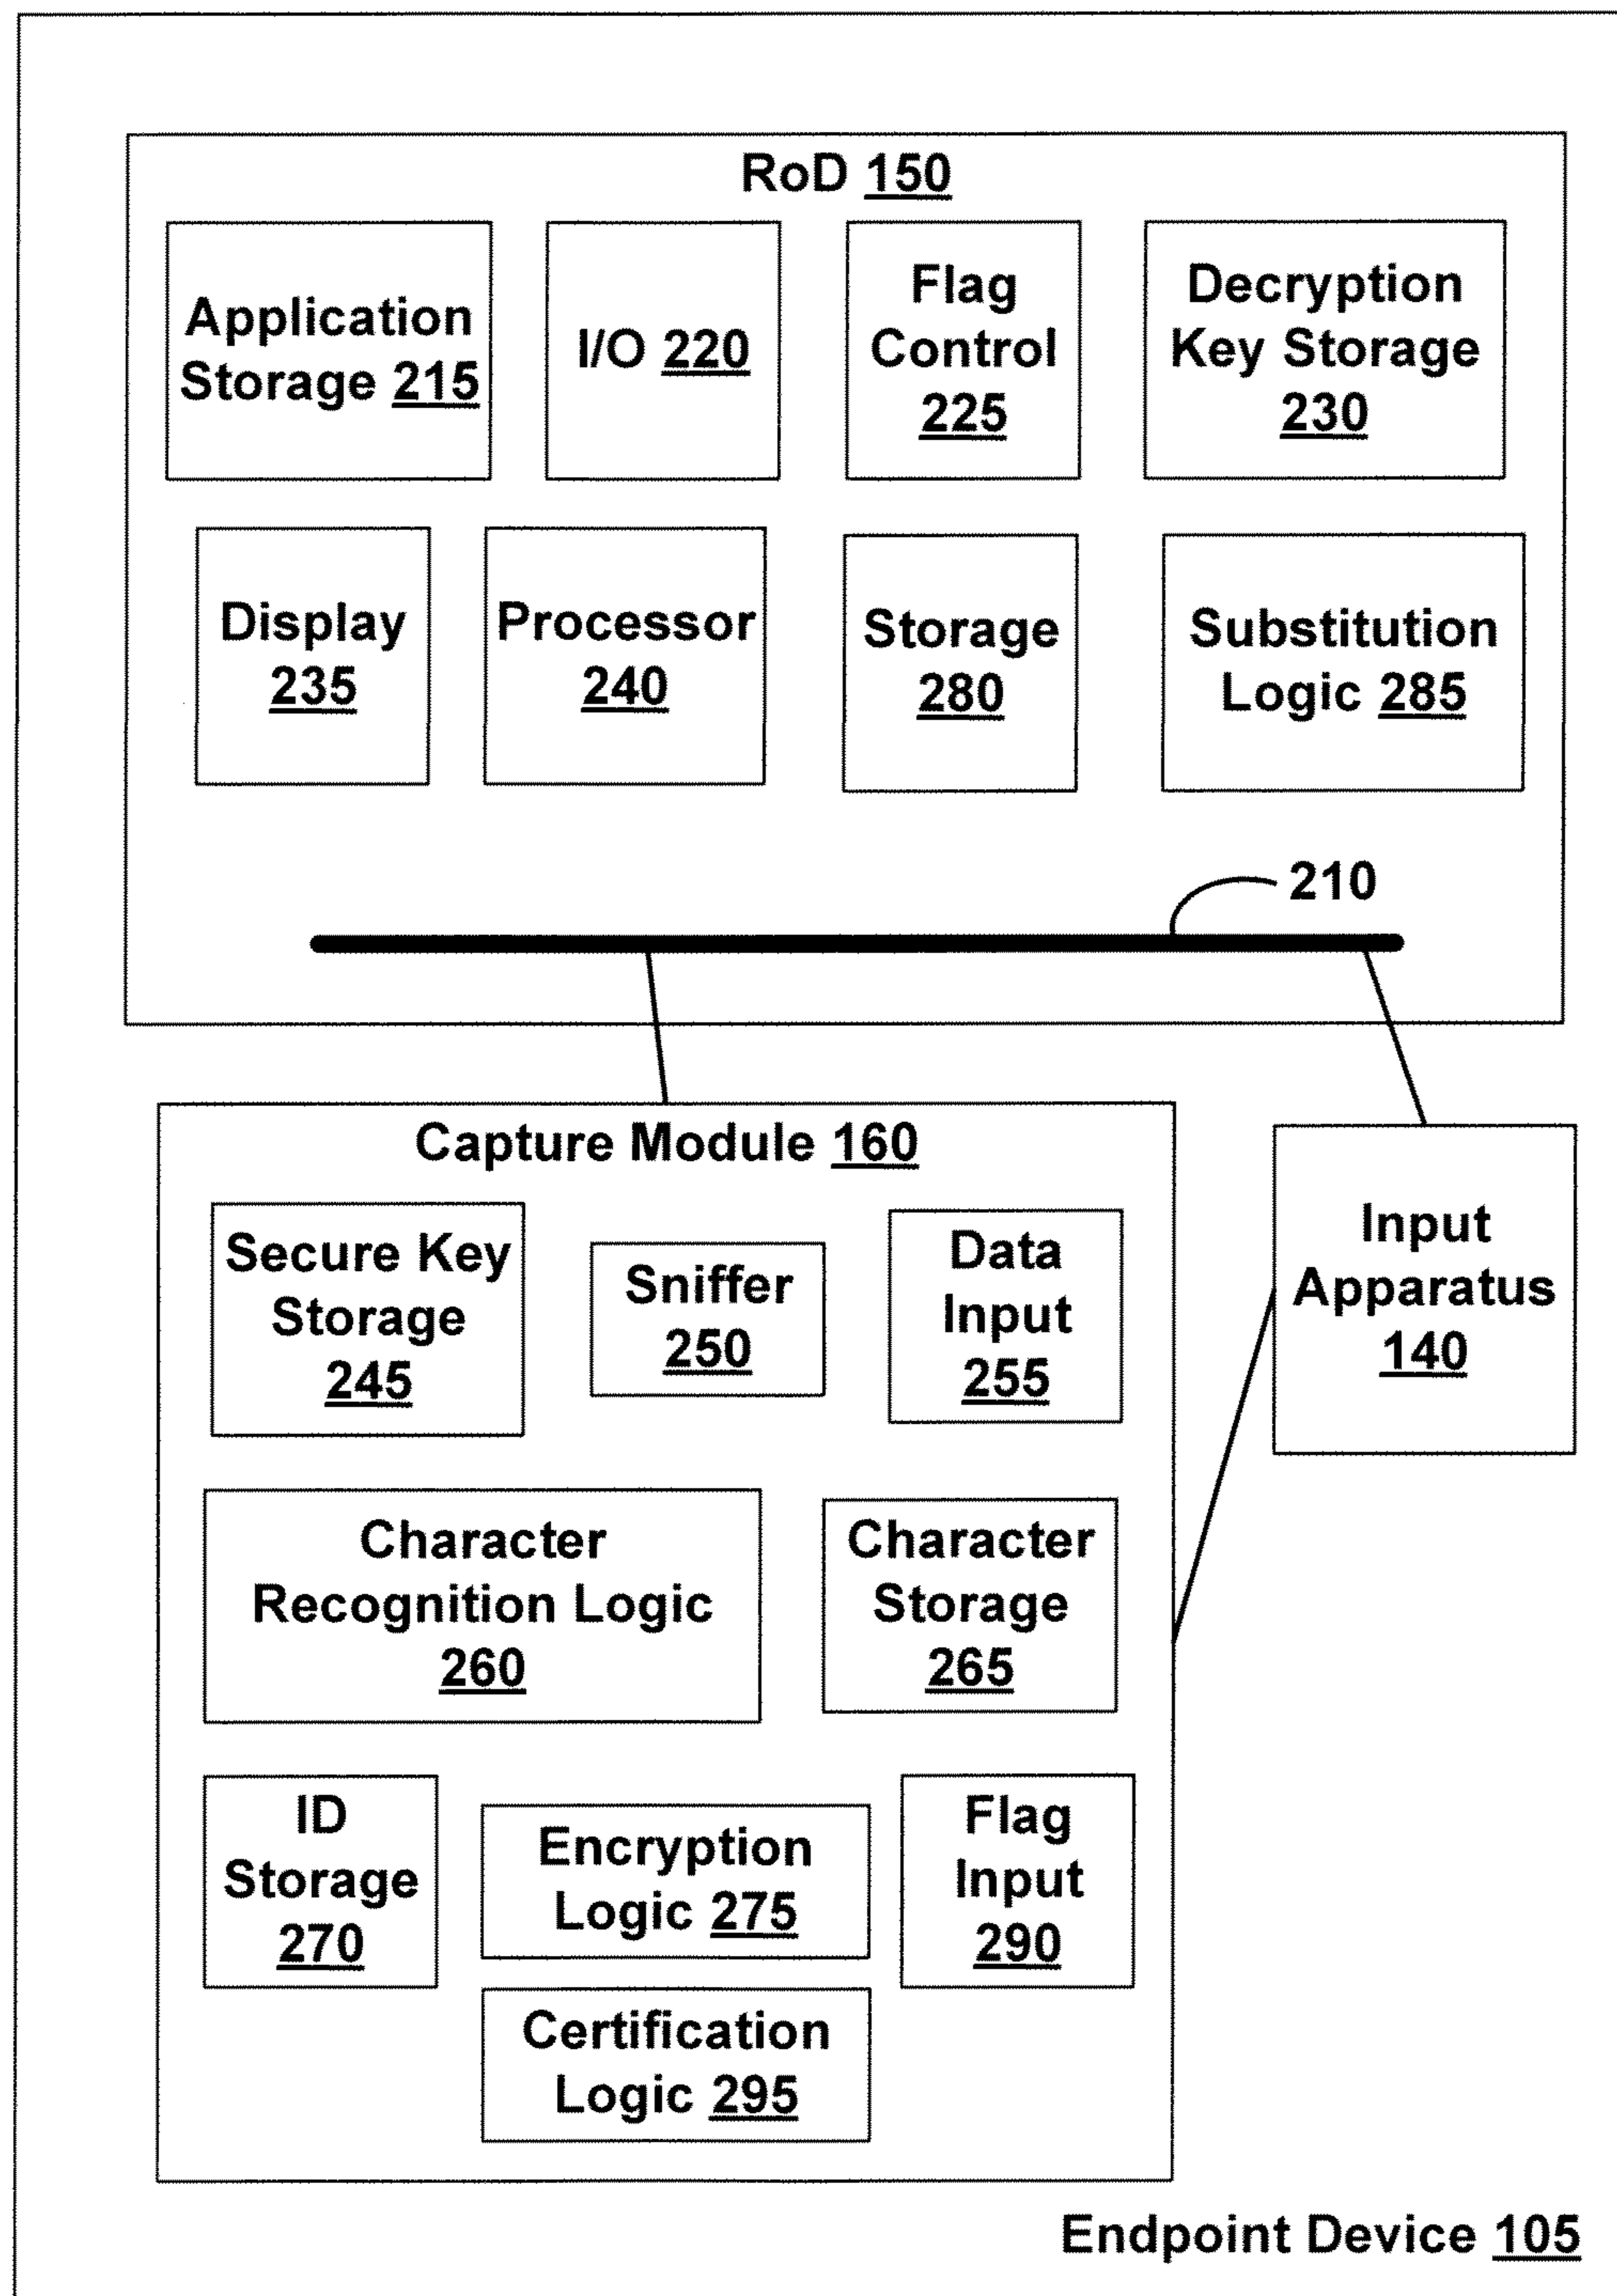 RoD 150
Application
Storage 215
I/O 220
Flag
Control
225
Decryption
Key Storage
230
Display
235
Processor
240
Storage
280
Substitution
Logic 285
210
Capture Module 160
Secure Key
Storage
245
Sniffer
250
Data
Input
255
Input
Apparatus
140
Character
Recognition Logic
260
Character
Storage
265
ID
Storage
270
Encryption
Logic 275
Flag
Input
290
Certification
Logic 295
Endpoint Device 105